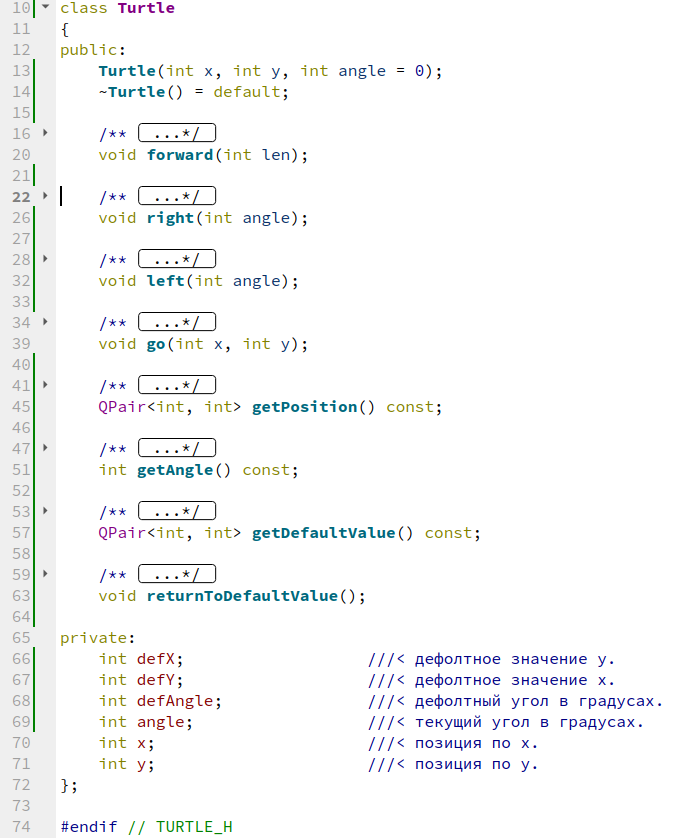 10 class Turtle
11 {
12 public:
13 Turtle(int x, int y, int angle = 0);
14 ~Turtle() = default;
15
16 /** ...*/
20 void forward(int len);
21
22 /** ...*/
26 void right(int angle);
27
28 /** ...*/
32 void left(int angle);
33
34 /** ...*/
39 void go(int x, int y);
40
41 /** ...*/
45 QPair<int, int> getPosition() const;
46
47 /** ...*/
51 int getAngle() const;
52
53 /** ...*/
57 QPair<int, int> getDefaultValue() const;
58
59 /** ...*/
63 void returnToDefaultValue();
64
65 private:
66 int defX; ///< дефолтное значение y.
67 int defY; ///< дефолтное значение x.
68 int defAngle; ///< дефолтный угол в градусах.
69 int angle; ///< текущий угол в градусах.
70 int x; ///< позиция по x.
71 int y; ///< позиция по y.
72 };
73
74 #endif // TURTLE_H